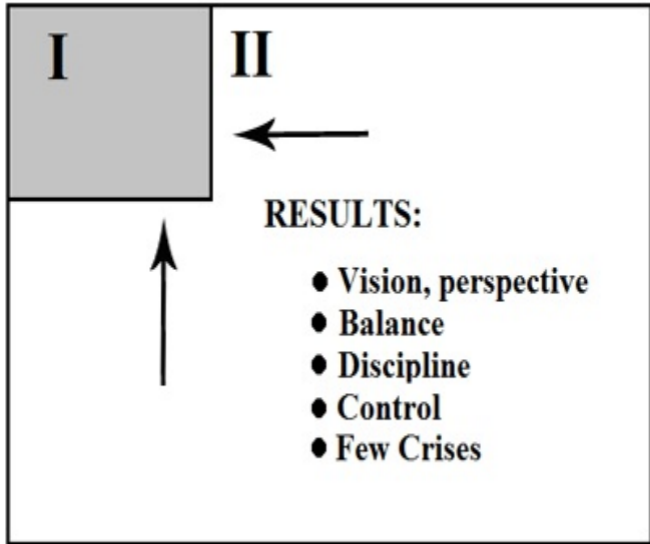 I
II
RESULTS:
● Vision, perspective
● Balance
● Discipline
● Control
● Few Crises